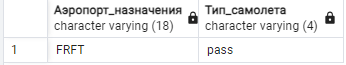 Аэропорт_назначения Тип_самолета
character varying (18) character varying (4)
1 FRFT pass